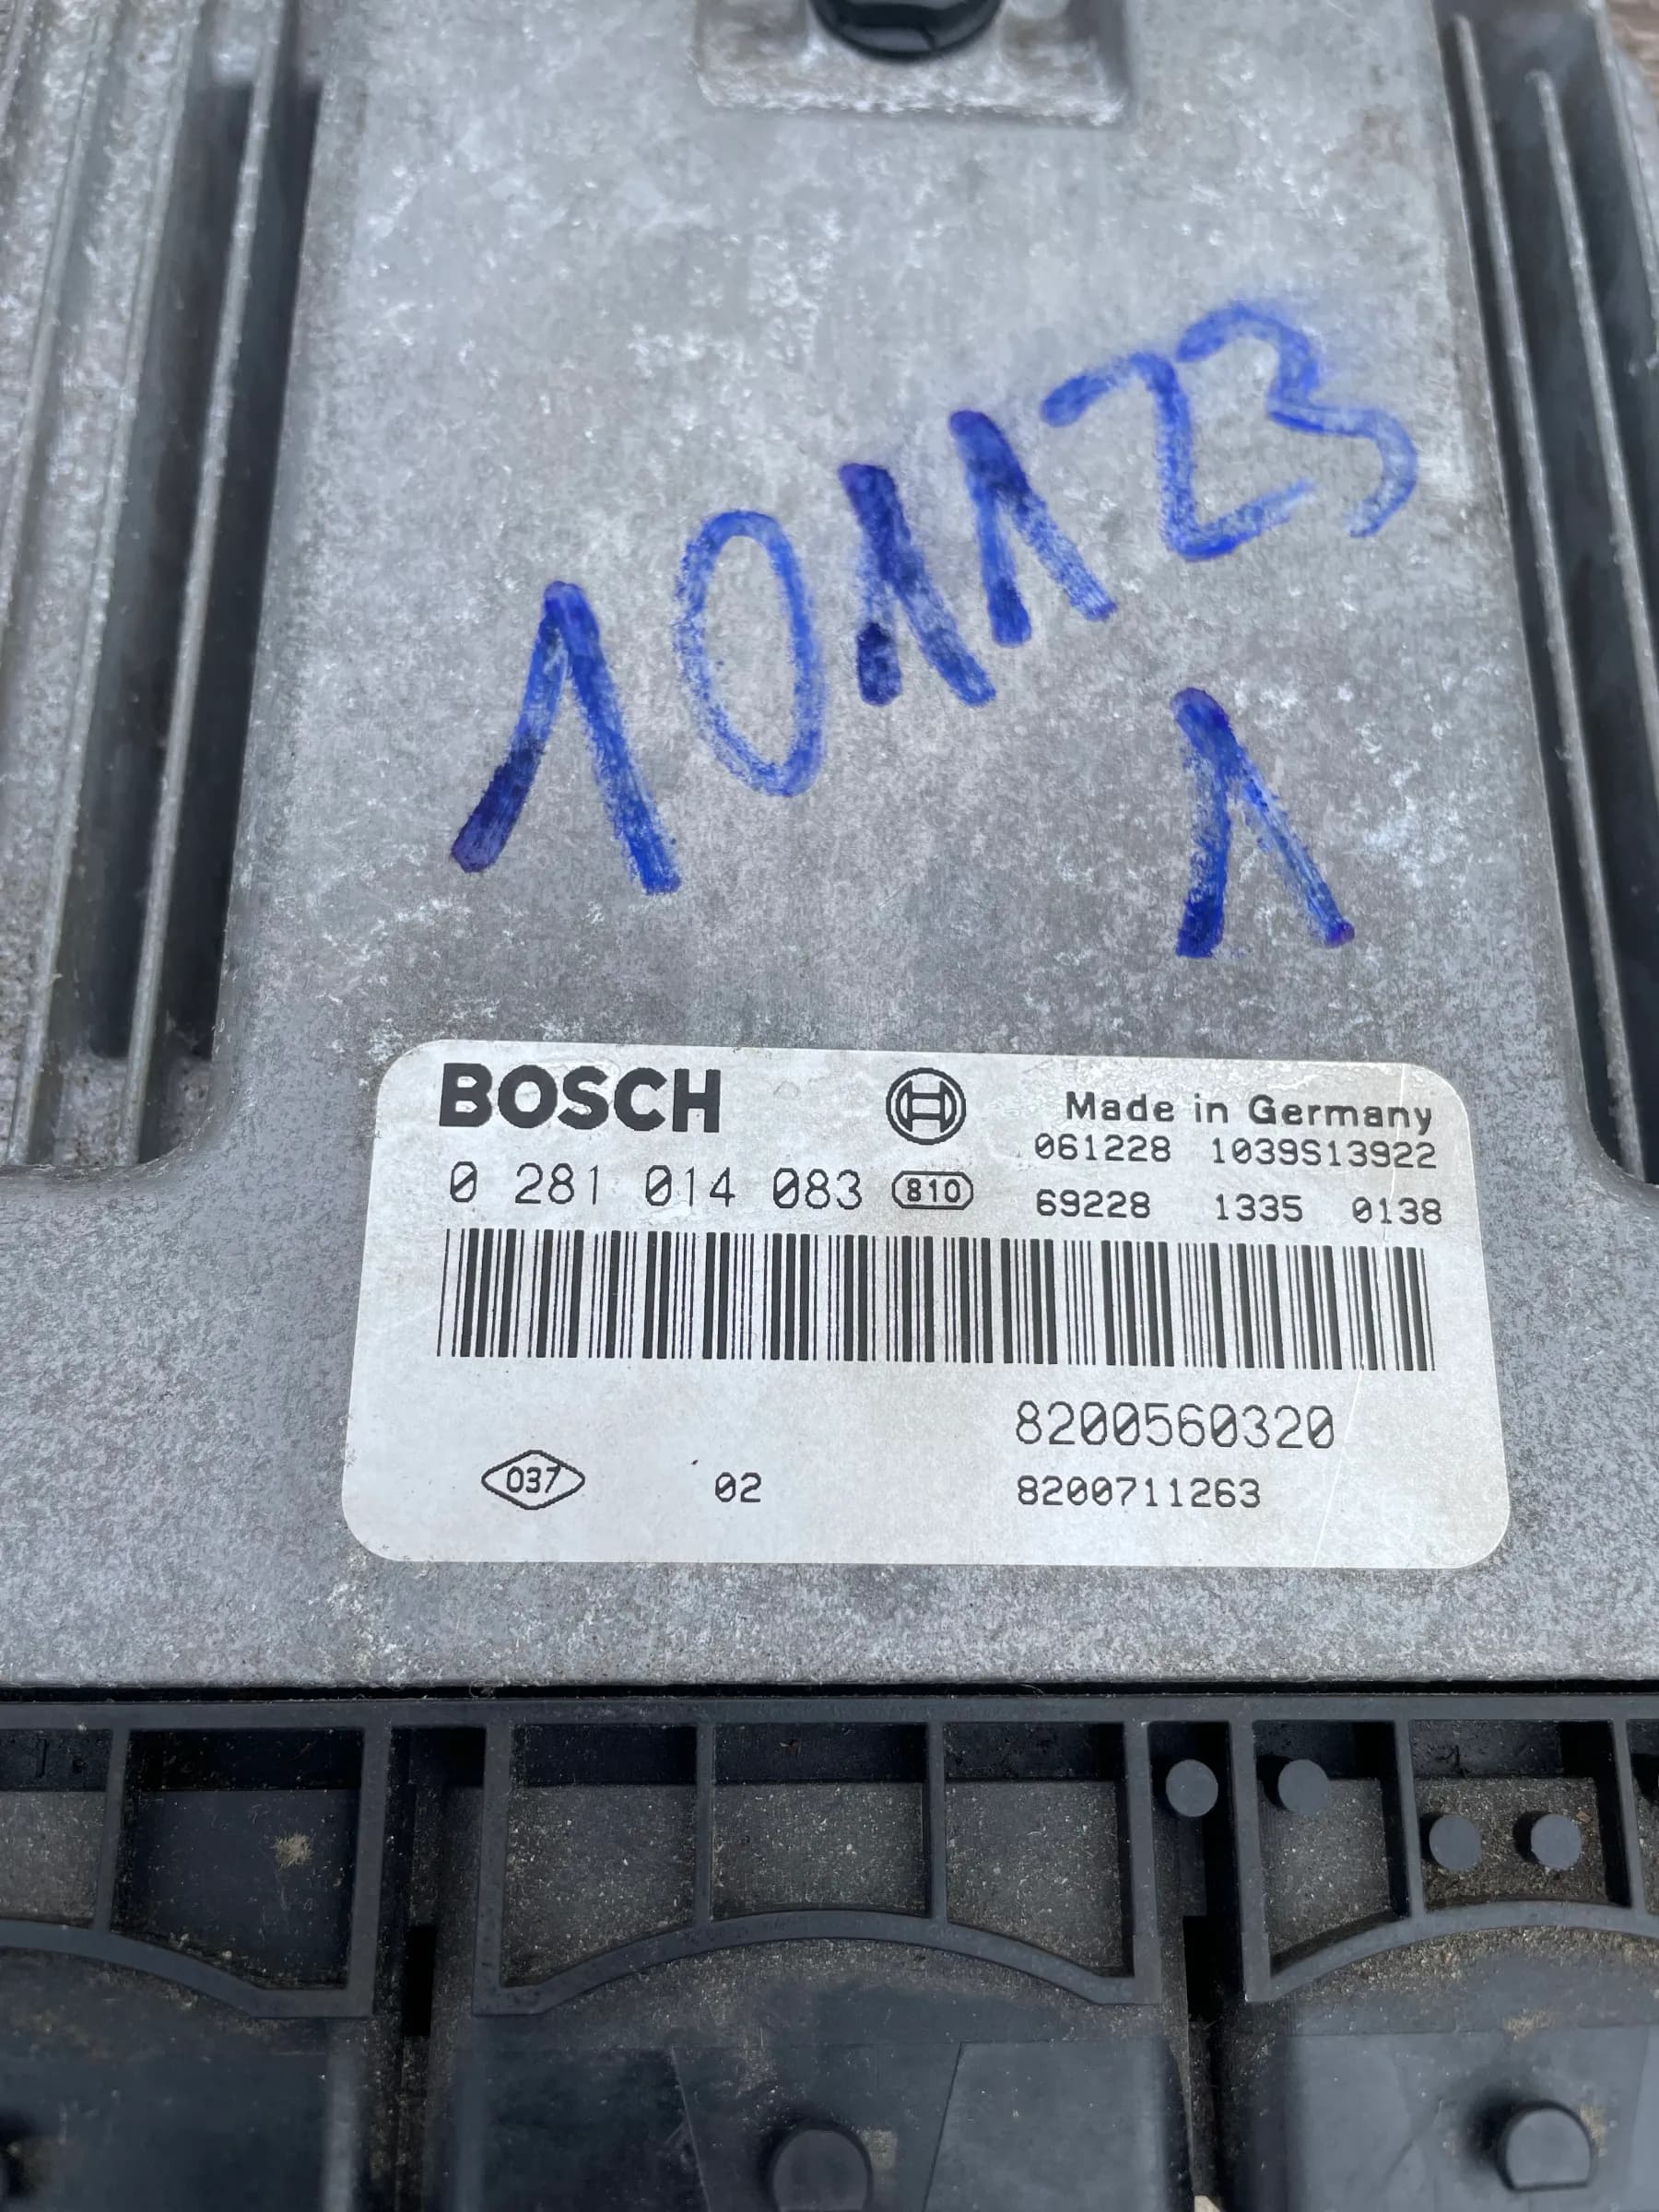 101123
1
BOSCH
Made in Germany
061228 1039S13922
0 281 014 083 810
69228 1335 0138
8200560320
037 02 8200711263